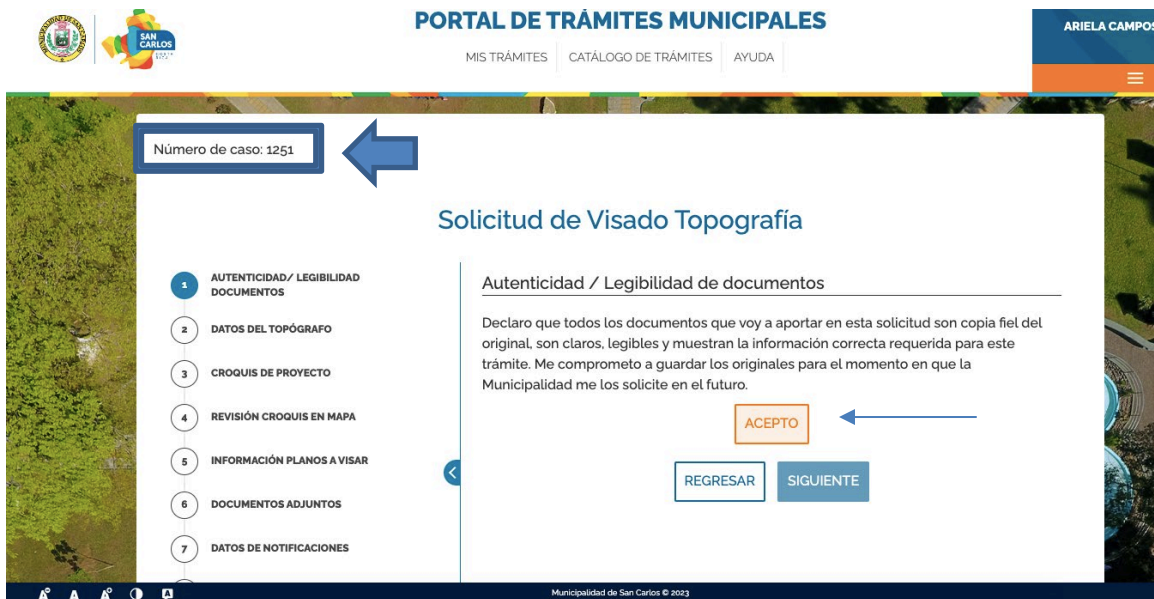 SAN
CARLOS
PORTAL DE TRÁMITES MUNICIPALES
MIS TRÁMITES CATÁLOGO DE TRÁMITES AYUDA
ARIELA CAMPOS
Número de caso: 1251
Solicitud de Visado Topografía
1 AUTENTICIDAD/ LEGIBILIDAD
DOCUMENTOS
2 DATOS DEL TOPÓGRAFO
3 CROQUIS DE PROYECTO
4 REVISIÓN CROQUIS EN MAPA
5 INFORMACIÓN PLANOS A VISAR
6 DOCUMENTOS ADJUNTOS
7 DATOS DE NOTIFICACIONES
Autenticidad / Legibilidad de documentos
Declaro que todos los documentos que voy a aportar en esta solicitud son copia fiel del
original, son claros, legibles y muestran la información correcta requerida para este
trámite. Me comprometo a guardar los originales para el momento en que la
Municipalidad me los solicite en el futuro.
ACEPTO
REGRESAR SIGUIENTE
Municipalidad de San Carlos © 2023